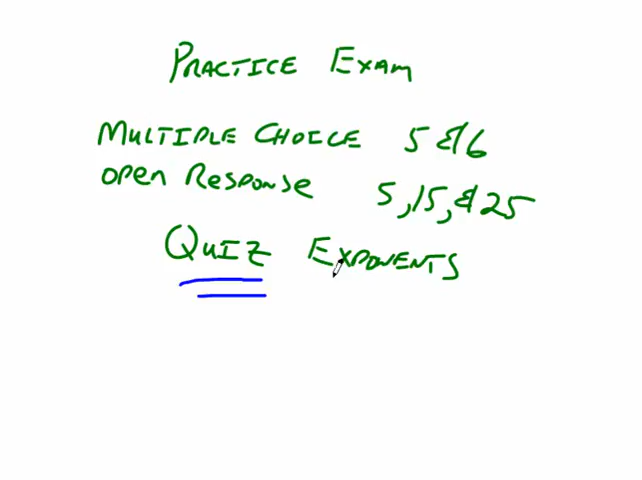 PRACTICE EXAM
MULTIPLE CHOICE 5 & 6
OPEN RESPONSE 5, 15, & 25
QUIZ EXPONENTS